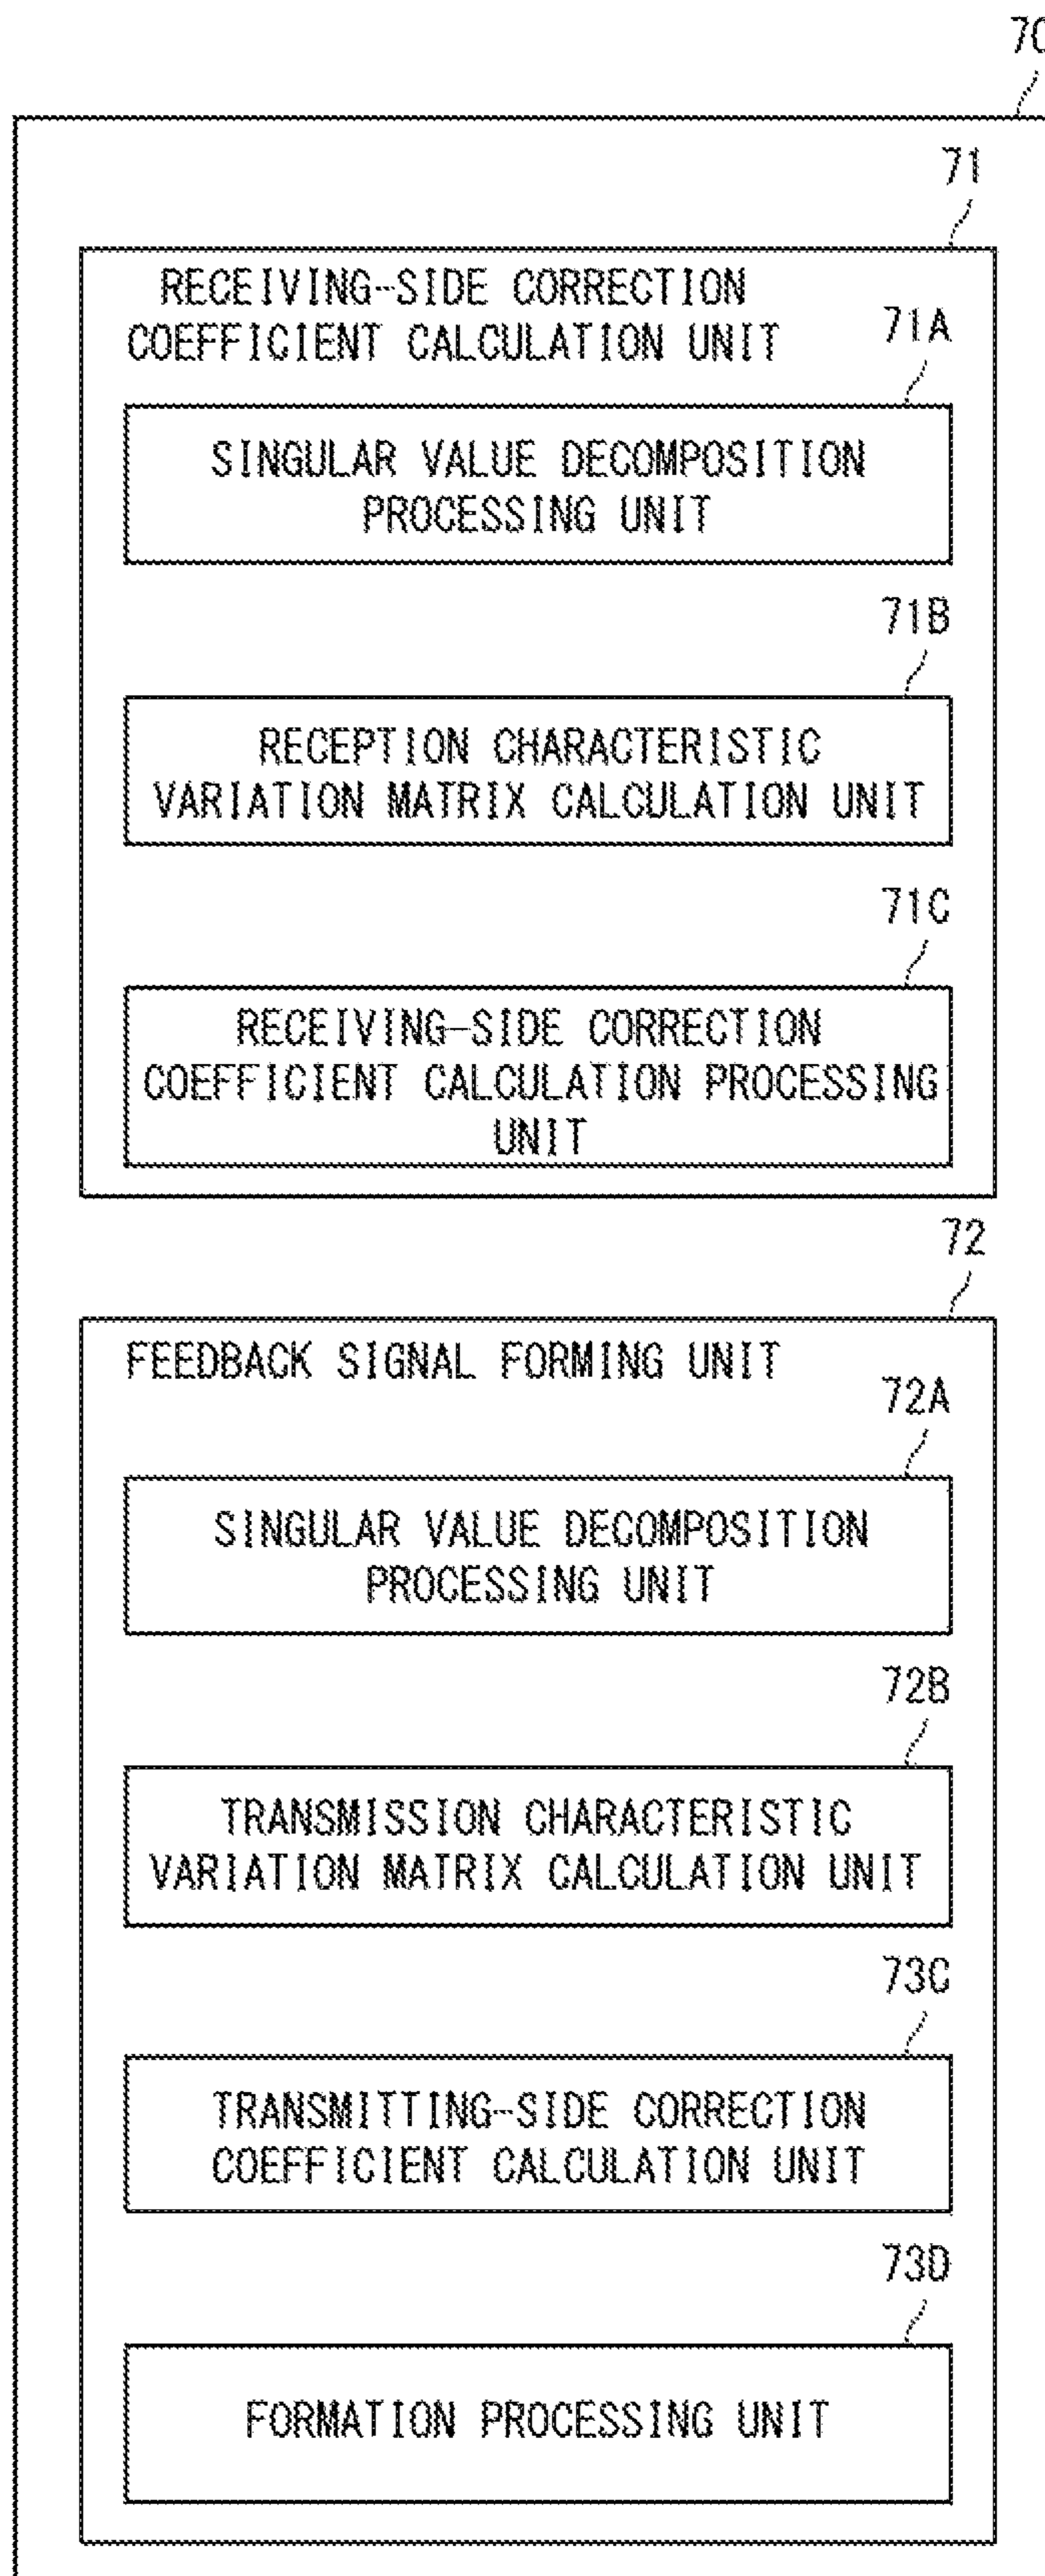 70
71
RECEIVING-SIDE CORRECTION
COEFFICIENT CALCULATION UNIT
71A
SINGULAR VALUE DECOMPOSITION
PROCESSING UNIT
71B
RECEPTION CHARACTERISTIC
VARIATION MATRIX CALCULATION UNIT
71C
RECEIVING-SIDE CORRECTION
COEFFICIENT CALCULATION PROCESSING
UNIT
72
FEEDBACK SIGNAL FORMING UNIT
72A
SINGULAR VALUE DECOMPOSITION
PROCESSING UNIT
72B
TRANSMISSION CHARACTERISTIC
VARIATION MATRIX CALCULATION UNIT
73C
TRANSMITTING-SIDE CORRECTION
COEFFICIENT CALCULATION UNIT
73D
FORMATION PROCESSING UNIT